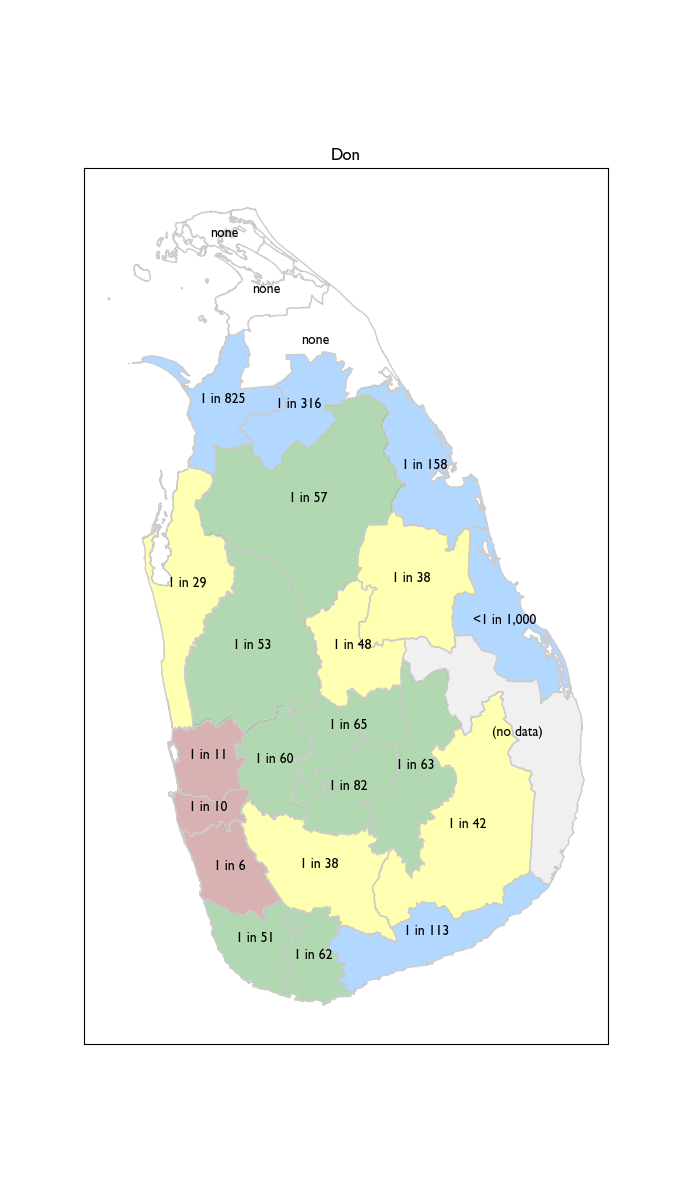 Don
none
none
none
1 in 825
1 in 316
1 in 158
1 in 57
1 in 29
1 in 38
<1 in 1,000
1 in 53
1 in 48
1 in 65
(no data)
1 in 11
1 in 60
1 in 63
1 in 82
1 in 10
1 in 42
1 in 6
1 in 38
1 in 113
1 in 51
1 in 62